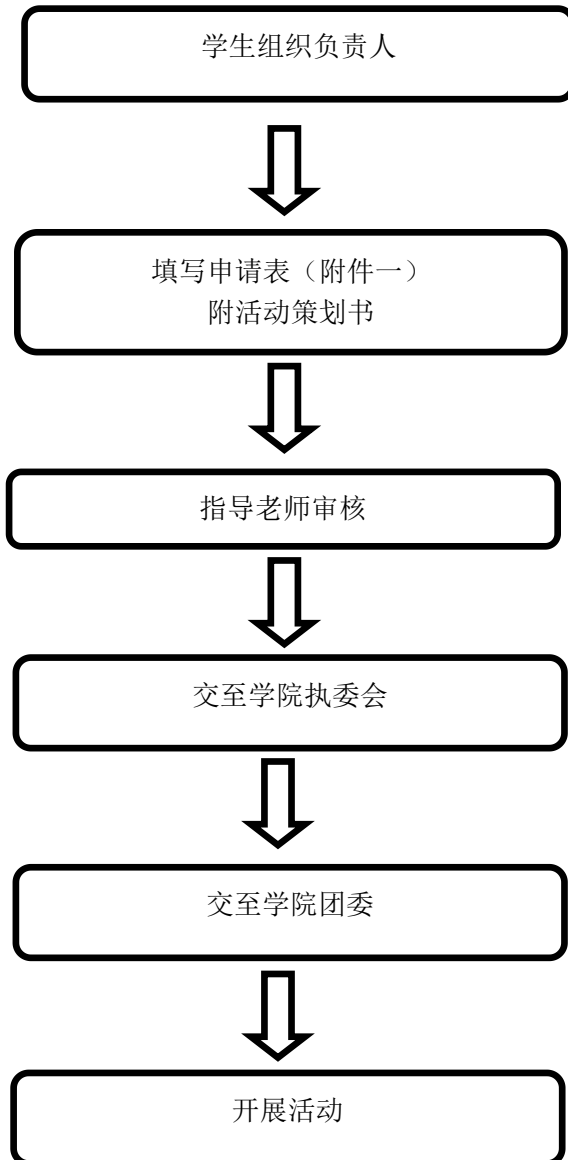 学生组织负责人
填写申请表（附件一）
附活动策划书
指导老师审核
交至学院执委会
交至学院团委
开展活动